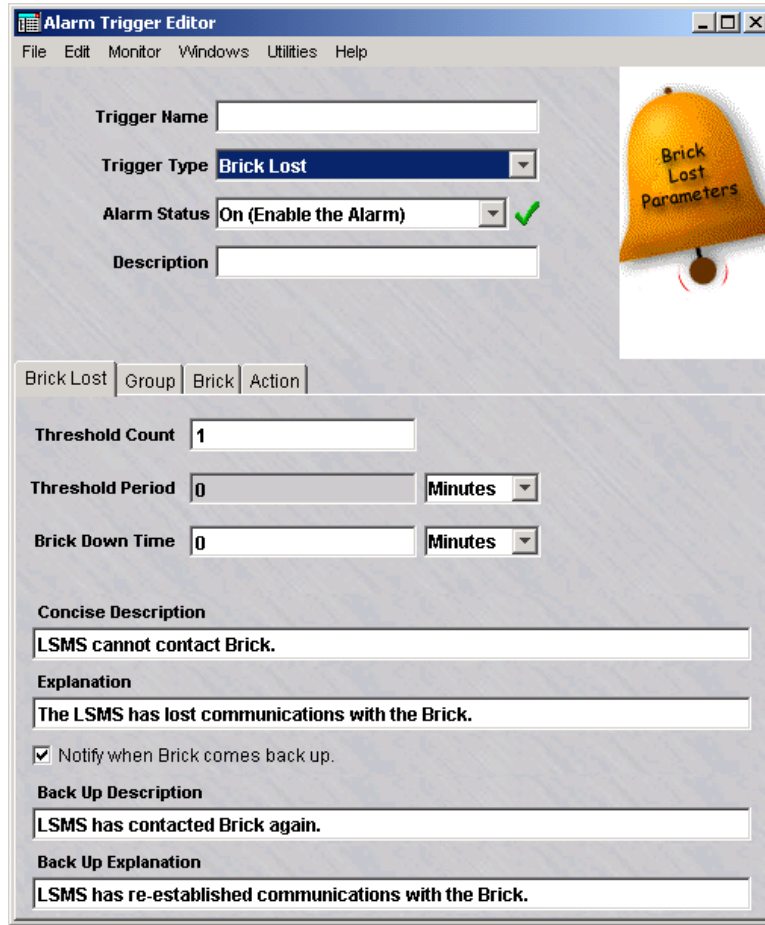 Alarm Trigger Editor
File Edit Monitor Windows Utilities Help
Trigger Name
Trigger Type Brick Lost
Alarm Status On (Enable the Alarm)
Description
Brick
Lost
Parameters
Brick Lost Group Brick Action
Threshold Count 1
Threshold Period 0 Minutes
Brick Down Time 0 Minutes
Concise Description
LSMS cannot contact Brick.
Explanation
The LSMS has lost communications with the Brick.
Notify when Brick comes back up.
Back Up Description
LSMS has contacted Brick again.
Back Up Explanation
LSMS has re-established communications with the Brick.